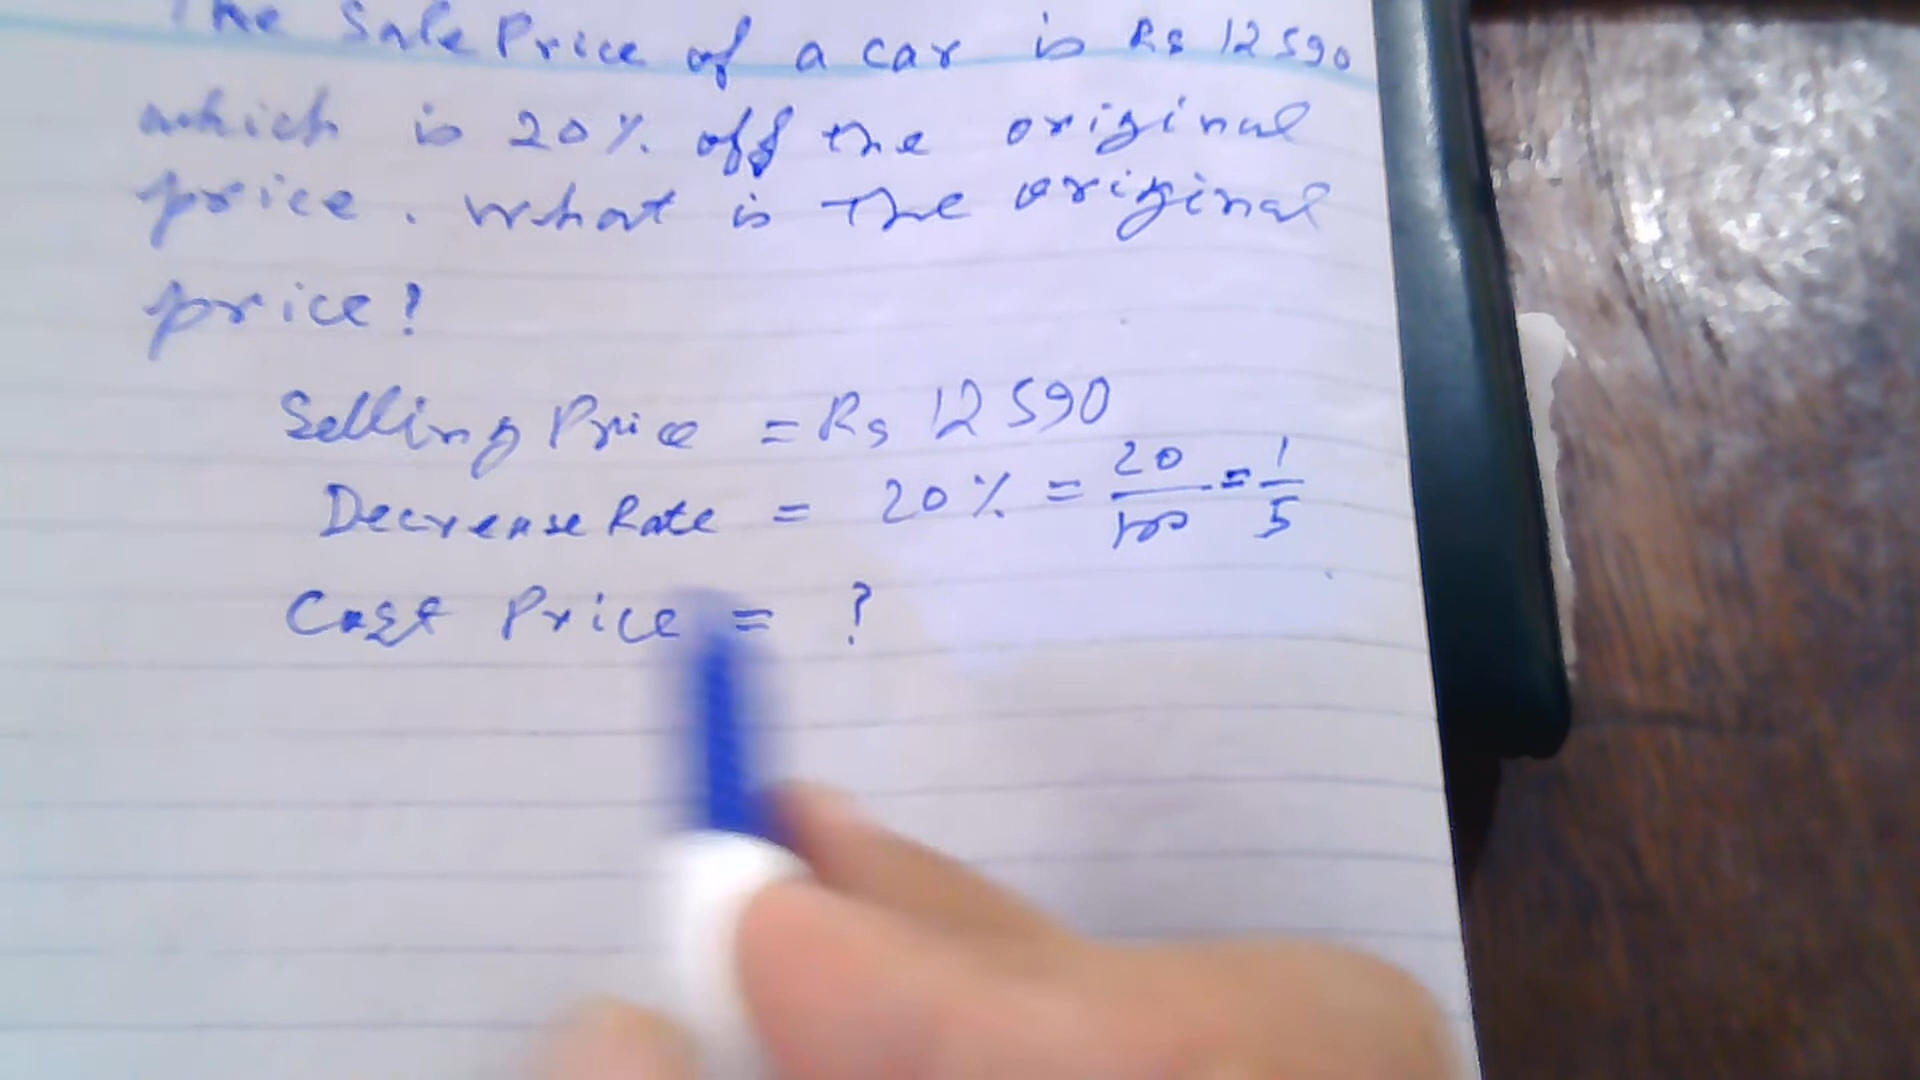 The Sale Price of a car is Rs 12590
which is 20% off the original
price. What is the original
price?
Selling Price = Rs 12590
Decrease Rate = 20% = 20/100 = 1/5
Cost Price = ?